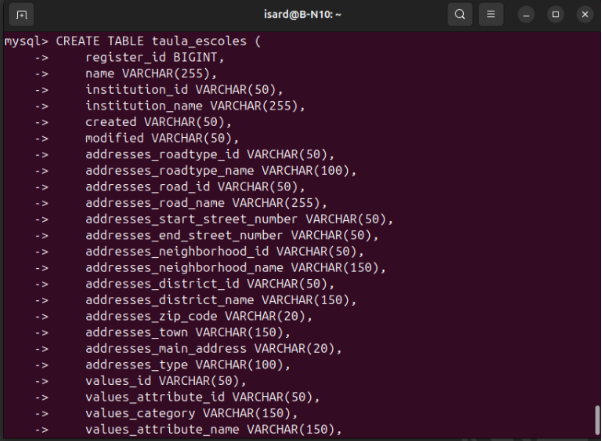 isard@B-N10: ~
mysql> CREATE TABLE taula_escoles (
    ->     register_id BIGINT,
    ->     name VARCHAR(255),
    ->     institution_id VARCHAR(50),
    ->     institution_name VARCHAR(255),
    ->     created VARCHAR(50),
    ->     modified VARCHAR(50),
    ->     addresses_roadtype_id VARCHAR(50),
    ->     addresses_roadtype_name VARCHAR(100),
    ->     addresses_road_id VARCHAR(50),
    ->     addresses_road_name VARCHAR(255),
    ->     addresses_start_street_number VARCHAR(50),
    ->     addresses_end_street_number VARCHAR(50),
    ->     addresses_neighborhood_id VARCHAR(50),
    ->     addresses_neighborhood_name VARCHAR(150),
    ->     addresses_district_id VARCHAR(50),
    ->     addresses_district_name VARCHAR(150),
    ->     addresses_zip_code VARCHAR(20),
    ->     addresses_town VARCHAR(150),
    ->     addresses_main_address VARCHAR(20),
    ->     addresses_type VARCHAR(100),
    ->     values_id VARCHAR(50),
    ->     values_attribute_id VARCHAR(50),
    ->     values_category VARCHAR(150),
    ->     values_attribute_name VARCHAR(150),